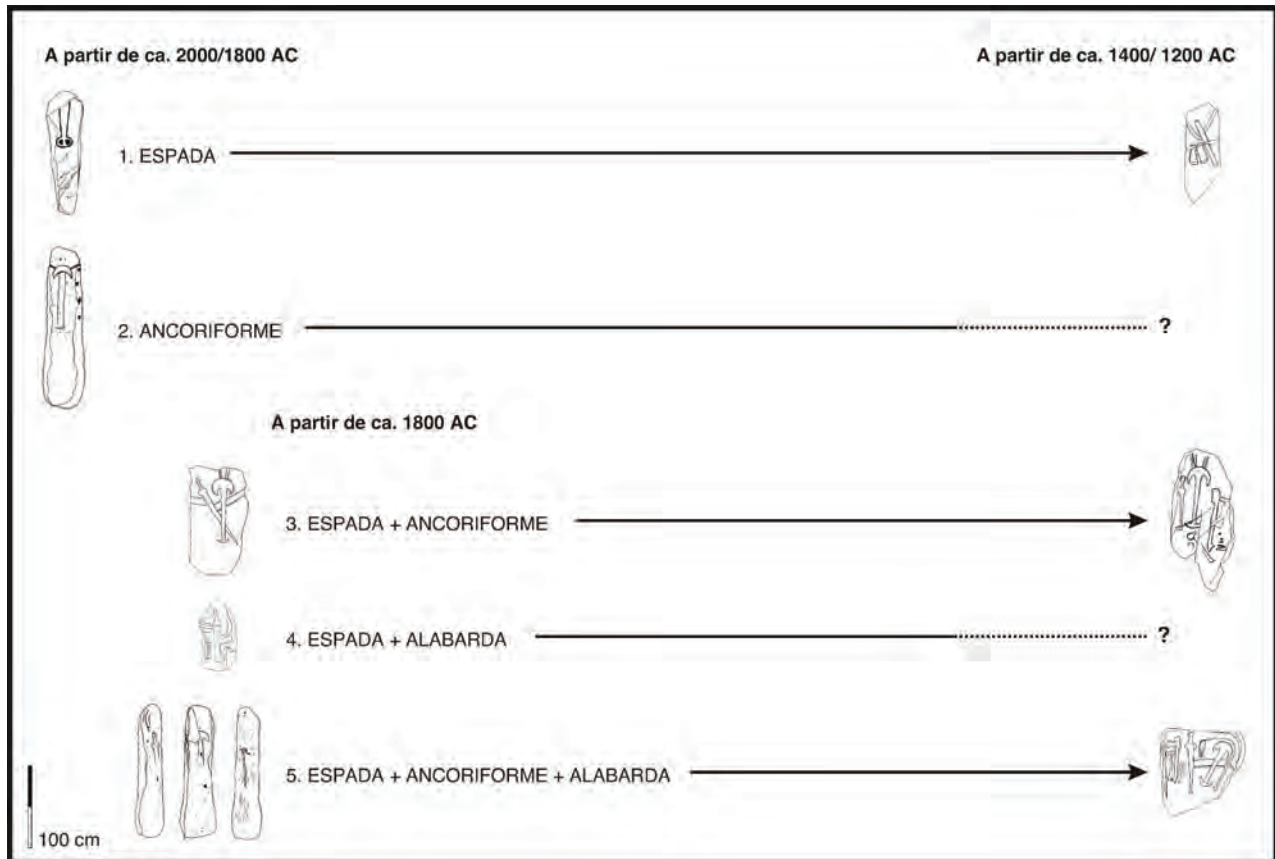 A partir de ca. 2000/1800 AC
A partir de ca. 1400/ 1200 AC
1. ESPADA
2. ANCORIFORME
?
A partir de ca. 1800 AC
3. ESPADA + ANCORIFORME
4. ESPADA + ALABARDA
?
5. ESPADA + ANCORIFORME + ALABARDA
100 cm